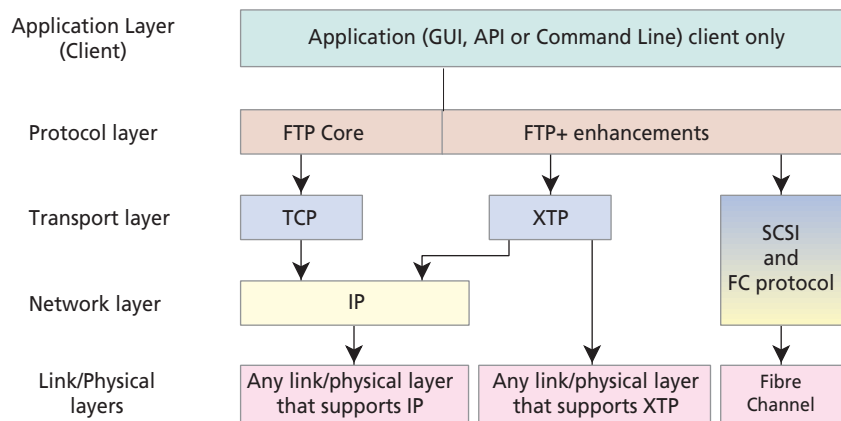 Application Layer
(Client)
Application (GUI, API or Command Line) client only
Protocol layer
FTP Core
FTP+ enhancements
Transport layer
TCP
XTP
SCSI
and
FC protocol
Network layer
IP
Link/Physical
layers
Any link/physical layer
that supports IP
Any link/physical layer
that supports XTP
Fibre
Channel